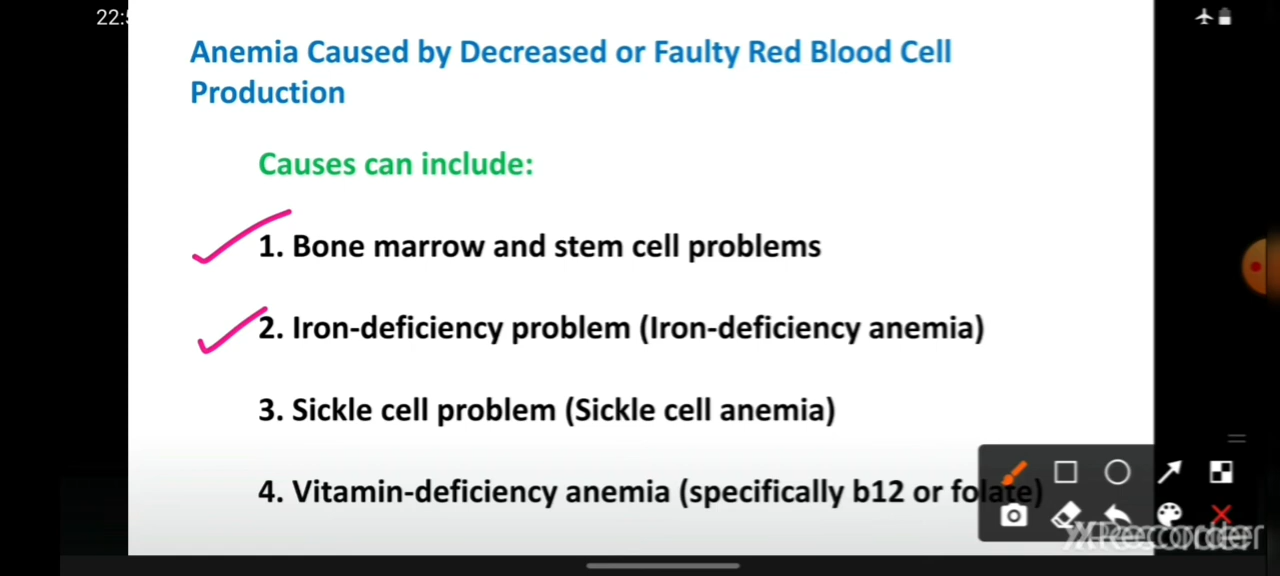 22:
Anemia Caused by Decreased or Faulty Red Blood Cell
Production
Causes can include:
1. Bone marrow and stem cell problems
2. Iron-deficiency problem (Iron-deficiency anemia)
3. Sickle cell problem (Sickle cell anemia)
4. Vitamin-deficiency anemia (specifically b12 or folate)
XRecorder